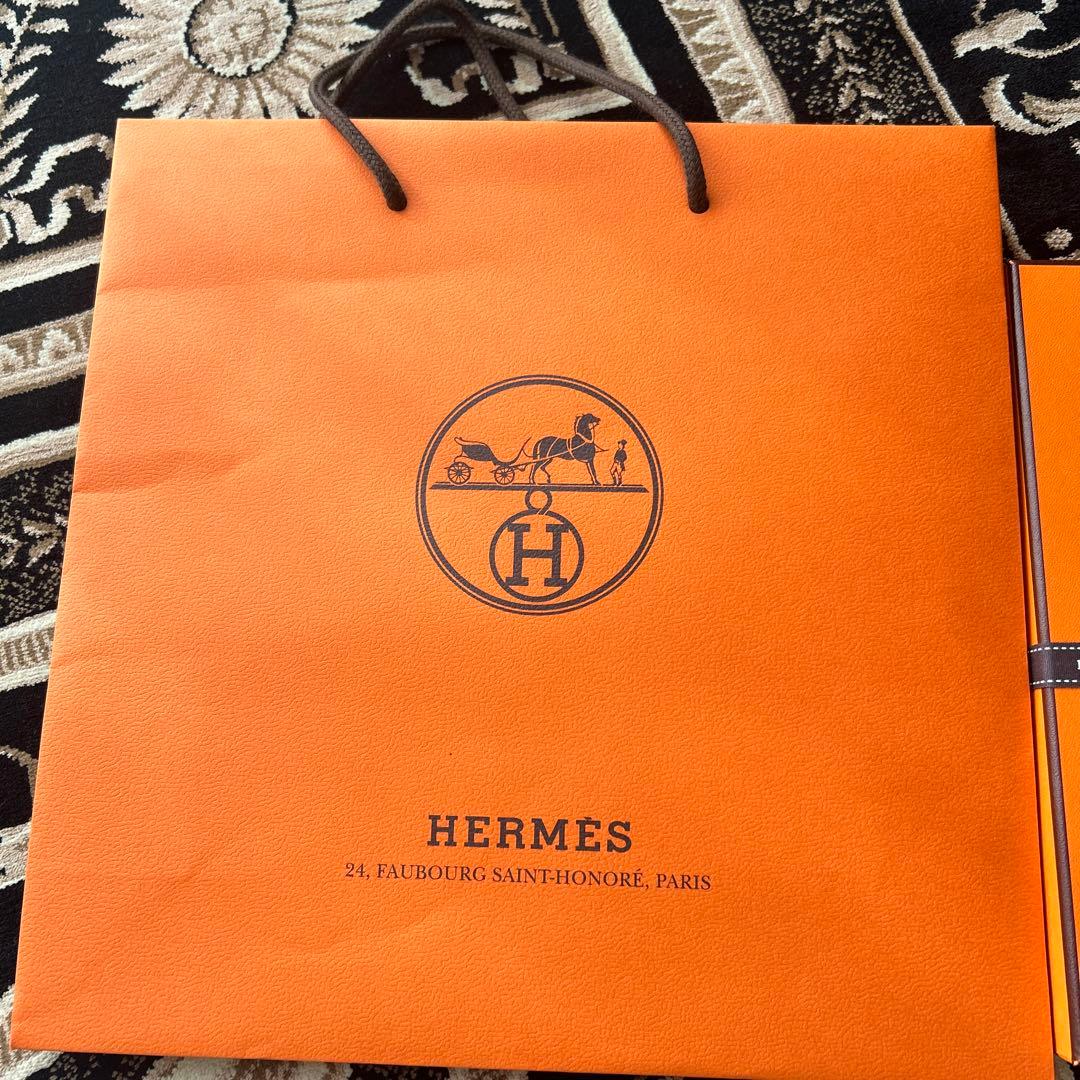 H
HERMÈS
24, FAUBOURG SAINT-HONORÉ, PARIS